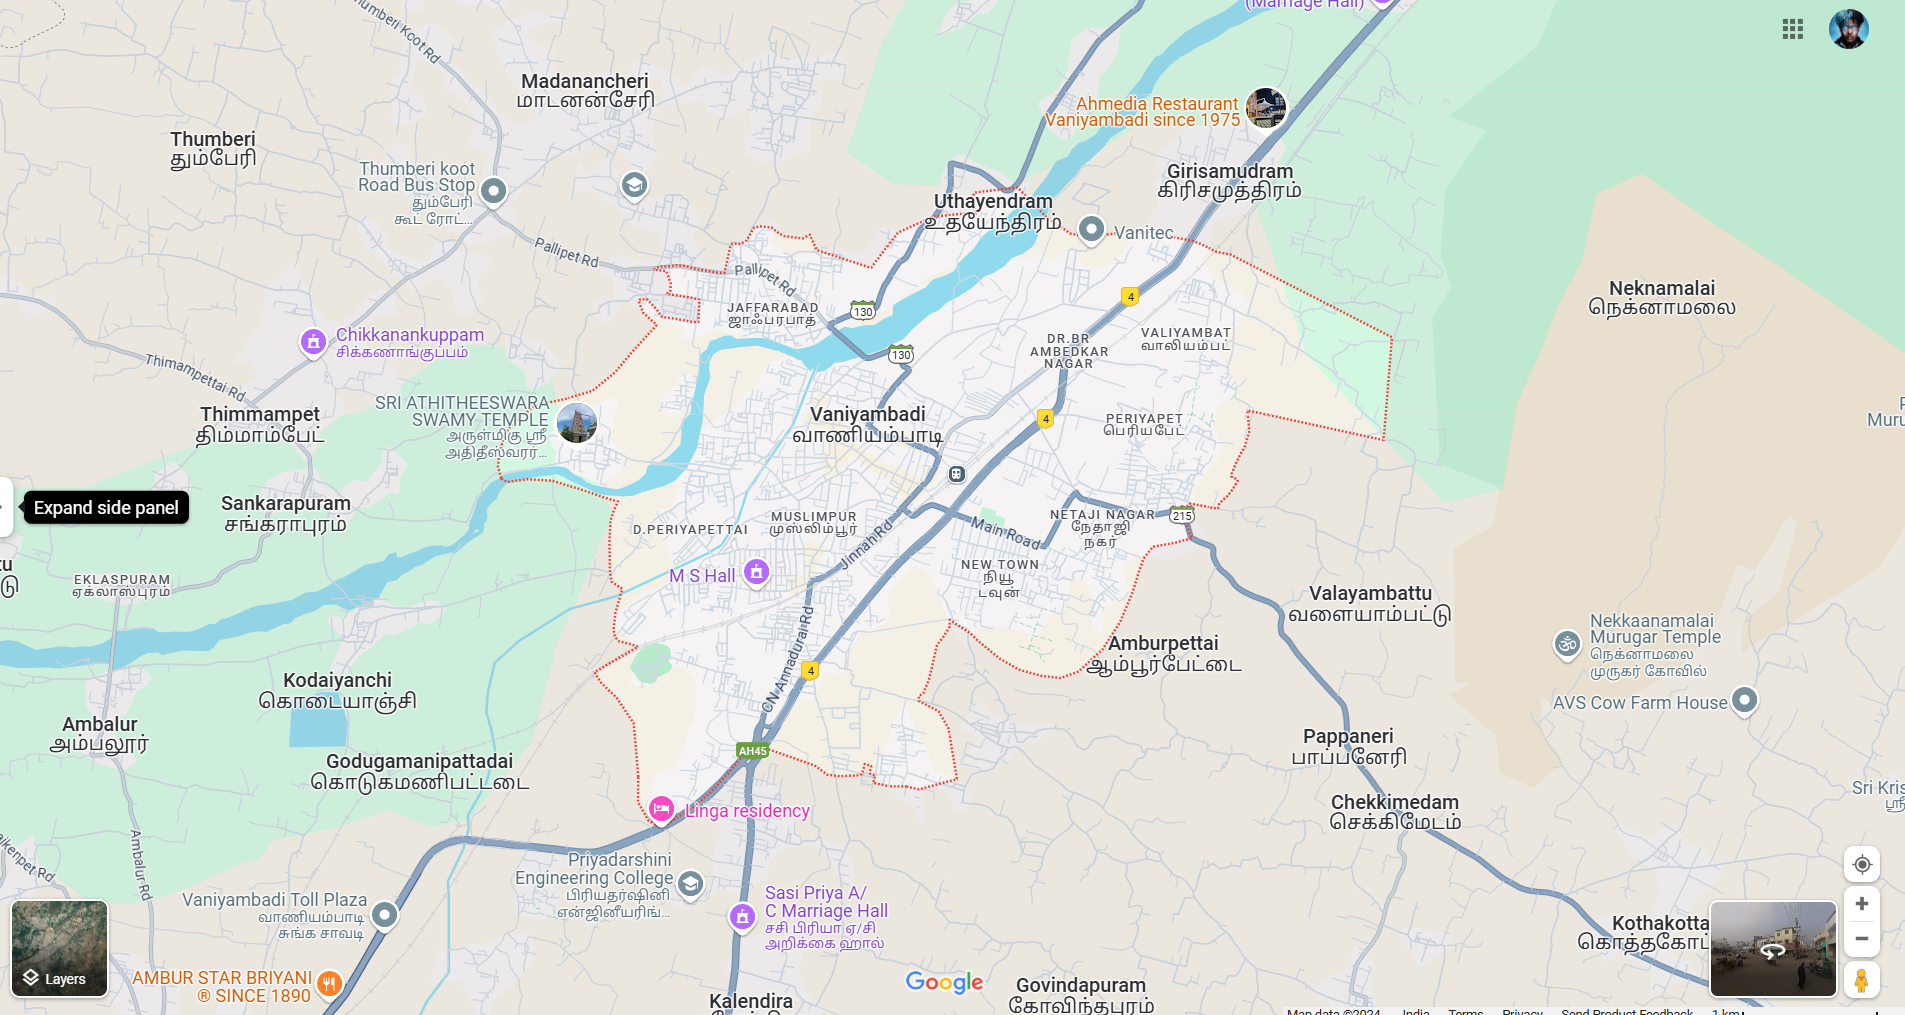 (Marriage Hall)
Thumberi Koot Rd
Madanancheri
மாடனன்சேரி
Ahmedia Restaurant
Vaniyambadi since 1975
Thumberi
தும்பேரி
Thumberi koot
Road Bus Stop
தும்பேரி
கூட் ரோட்...
Girisamudram
கிரிசமுத்திரம்
Uthayendram
உதயேந்திரம்
Vanitec
Pallipet Rd
Pallipet Rd
Neknamalai
நெக்னாமலை
4
JAFFARABAD
ஜாஃபரபாத்
130
Chikkanankuppam
சிக்கணாங்குப்பம்
DR.BR
AMBEDKAR
NAGAR
VALIYAMBAT
வாலியம்பட்
130
Thimmampettai Rd
SRI ATHITHEESWARA
SWAMY TEMPLE
அருள்மிகு ஸ்ரீ
அதிதீஸ்வரர்...
Thimmampet
திம்மாம்பேட்
Vaniyambadi
வாணியம்பாடி
4
PERIYAPET
பெரியபேட்
Muru
Expand side panel
Sankarapuram
சங்கராபுரம்
D.PERIYAPETTAI
MUSLIMPUR
முஸ்லிம்பூர்
Jinnah Rd
Main Road
NETAJI NAGAR
நேதாஜி
நகர்
215
EKLASPURAM
ஏக்லாஸ்புரம்
M S Hall
NEW TOWN
நியூ
டவுன்
Valayambattu
வளையாம்பட்டு
Nekkaanamalai
Murugar Temple
நெக்னாமலை
முருகர் கோவில்
Amburpettai
ஆம்பூர்பேட்டை
CN Annadurai Rd
4
Kodaiyanchi
கொடையாஞ்சி
AVS Cow Farm House
Ambalur
அம்பலூர்
Pappaneri
பாப்பனேரி
AH45
Godugamanipattadai
கொடுகமணிபட்டடை
Sri Kris
ஸ்ரீ
Linga residency
Chekkimedam
செக்கிமேடம்
Ambalur Rd
Priyadarshini
Engineering College
பிரியதர்ஷினி
என்ஜினீயரிங்...
Vaniyambadi Toll Plaza
வாணியம்பாடி
சுங்க சாவடி
Sasi Priya A/
C Marriage Hall
சசி பிரியா ஏ/சி
அறிக்கை ஹால்
Kothakotta
கொத்தகோட்
Layers
AMBUR STAR BRIYANI
® SINCE 1890
Google
Govindapuram
கோவிந்தபுரம்
Kalendira
Map data ©2024 India Terms Privacy Send Product Feedback 1 km